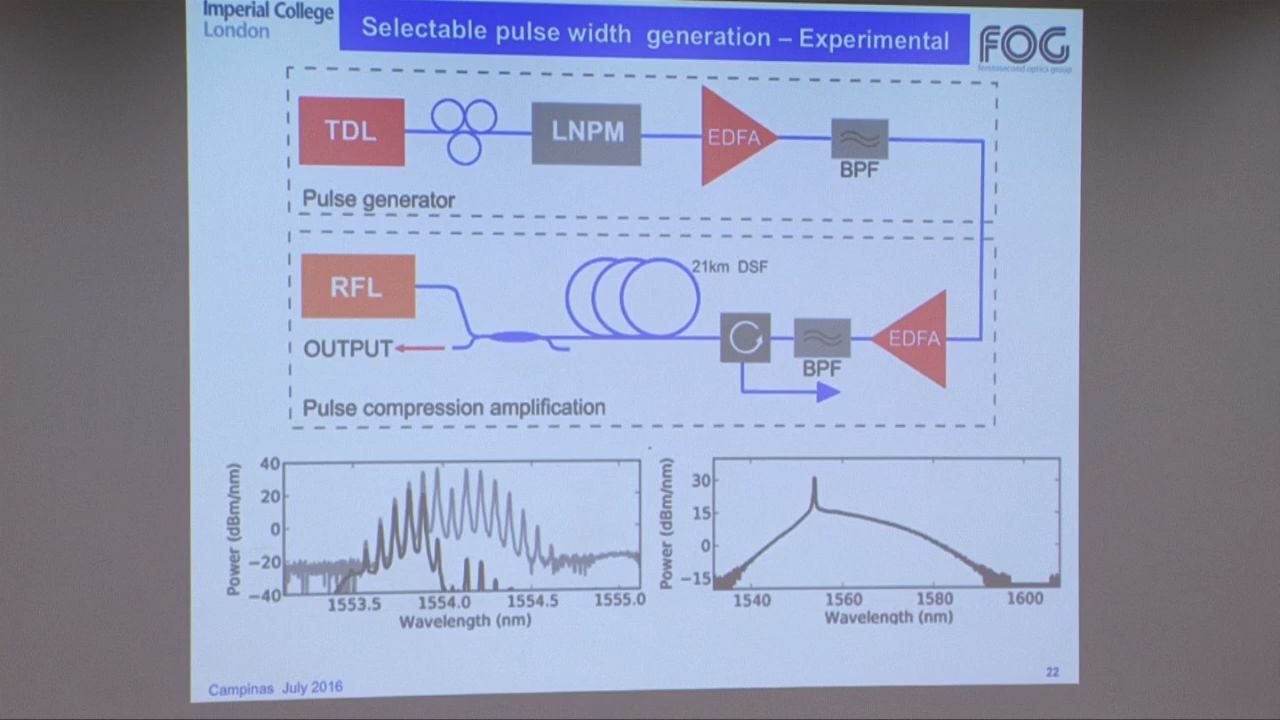 Imperial College
London
Selectable pulse width generation – Experimental
FOG
femtosecond optics group
TDL
LNPM
EDFA
BPF
Pulse generator
RFL
21km DSF
OUTPUT
BPF
EDFA
Pulse compression amplification
Power (dBm/nm)
40
20
0
−20
−40
1553.5 1554.0 1554.5 1555.0
Wavelength (nm)
Power (dBm/nm)
30
15
0
−15
1540 1560 1580 1600
Wavelength (nm)
Campinas July 2016
22